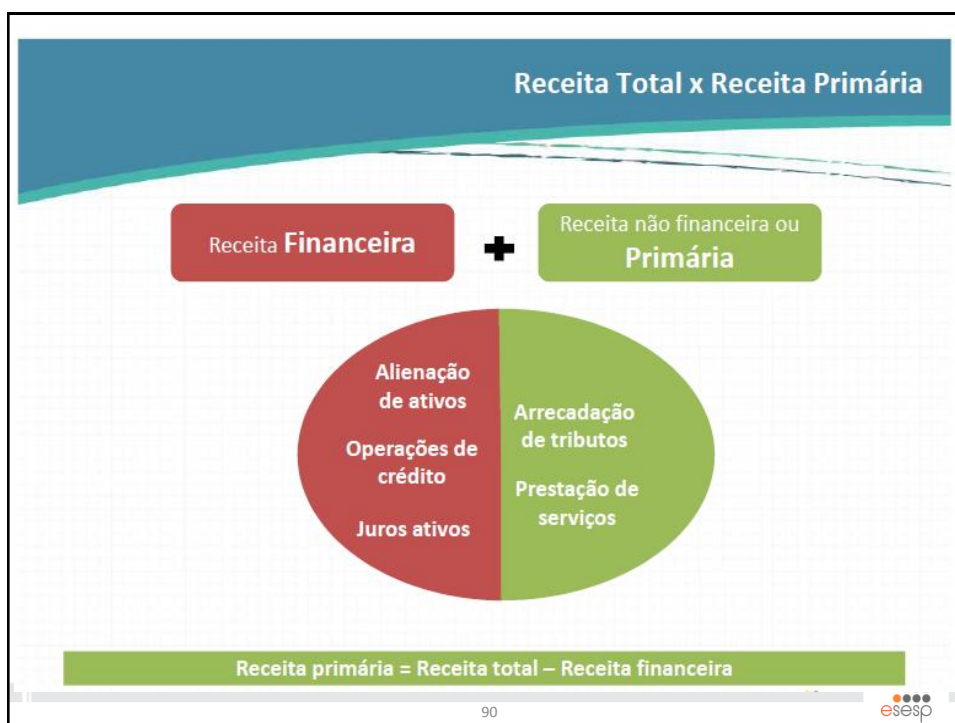 Receita Total x Receita Primária
Receita Financeira
Receita não financeira ou
Primária
Alienação
de ativos
Operações de
crédito
Juros ativos
Arrecadação
de tributos
Prestação de
serviços
Receita primária = Receita total – Receita financeira
90
esesp